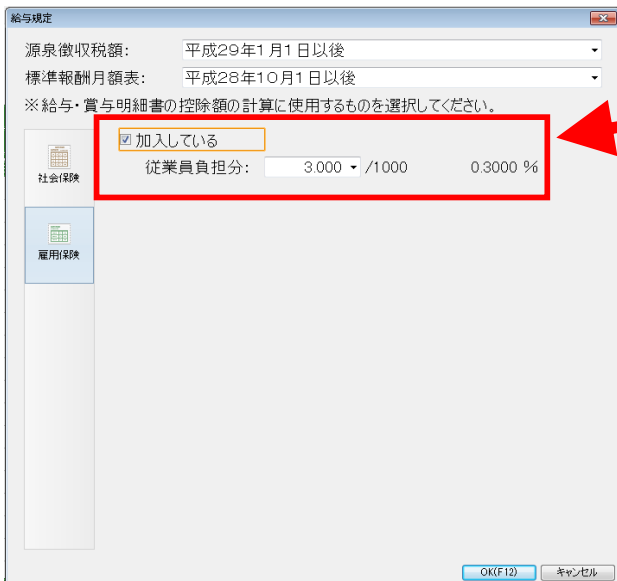 給与規定
源泉徴収税額: 平成29年1月1日以後
標準報酬月額表: 平成28年10月1日以後
※給与・賞与明細書の控除額の計算に使用するものを選択してください。
加入している
従業員負担分: 3.000 /1000 0.3000 %
社会保険
雇用保険
OK(F12) キャンセル